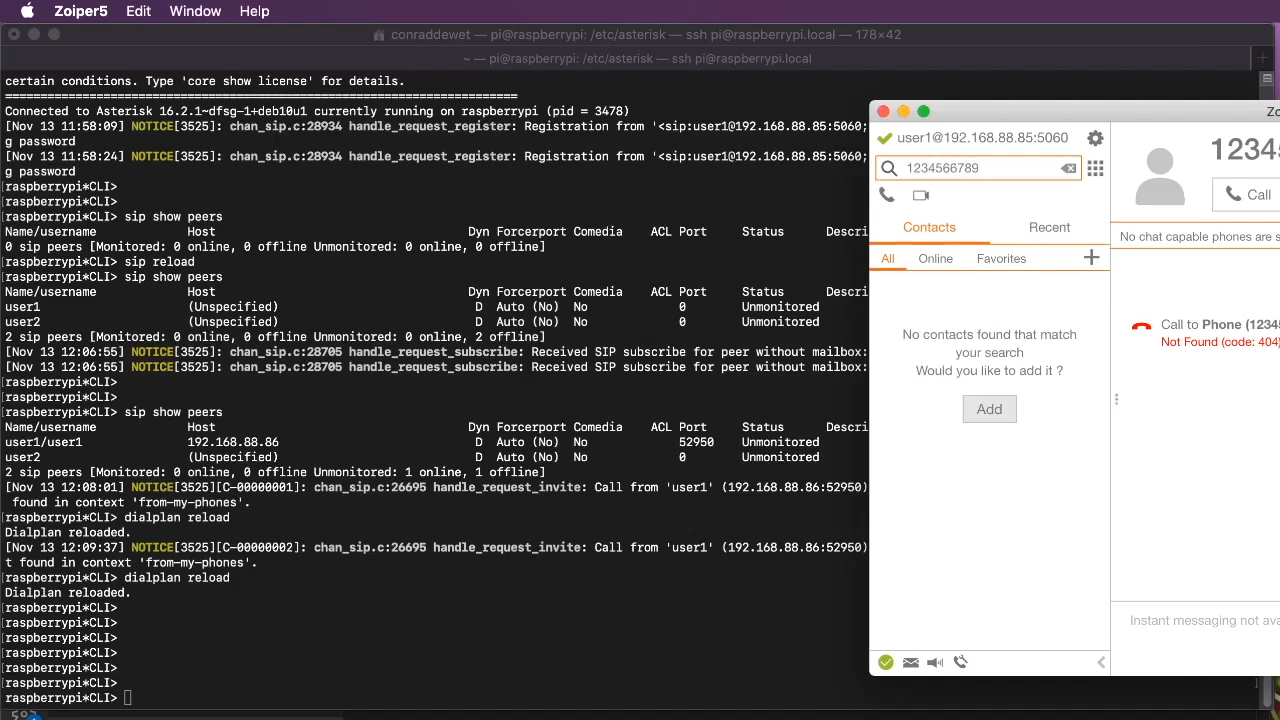 Zoiper5 Edit Window Help
conraddewet — pi@raspberrypi: /etc/asterisk — ssh pi@raspberrypi.local — 178×42
~ — pi@raspberrypi: /etc/asterisk — ssh pi@raspberrypi.local
certain conditions. Type 'core show license' for details.
=========================================================================
Connected to Asterisk 16.2.1~dfsg-1+deb10u1 currently running on raspberrypi (pid = 3478)
[Nov 13 11:58:09] NOTICE[3525]: chan_sip.c:28934 handle_request_register: Registration from '<sip:user1@192.168.88.85:5060;
g password
[Nov 13 11:58:24] NOTICE[3525]: chan_sip.c:28934 handle_request_register: Registration from '<sip:user1@192.168.88.85:5060;
g password
[raspberrypi*CLI>
[raspberrypi*CLI>
[raspberrypi*CLI> sip show peers
Name/username Host Dyn Forcerport Comedia ACL Port Status Descri
0 sip peers [Monitored: 0 online, 0 offline Unmonitored: 0 online, 0 offline]
[raspberrypi*CLI> sip reload
[raspberrypi*CLI> sip show peers
Name/username Host Dyn Forcerport Comedia ACL Port Status Descri
user1 (Unspecified) D Auto (No) No 0 Unmonitored
user2 (Unspecified) D Auto (No) No 0 Unmonitored
2 sip peers [Monitored: 0 online, 0 offline Unmonitored: 0 online, 2 offline]
[Nov 13 12:06:55] NOTICE[3525]: chan_sip.c:28705 handle_request_subscribe: Received SIP subscribe for peer without mailbox:
[Nov 13 12:06:55] NOTICE[3525]: chan_sip.c:28705 handle_request_subscribe: Received SIP subscribe for peer without mailbox:
[raspberrypi*CLI>
[raspberrypi*CLI>
[raspberrypi*CLI> sip show peers
Name/username Host Dyn Forcerport Comedia ACL Port Status Descri
user1/user1 192.168.88.86 D Auto (No) No 52950 Unmonitored
user2 (Unspecified) D Auto (No) No 0 Unmonitored
2 sip peers [Monitored: 0 online, 0 offline Unmonitored: 1 online, 1 offline]
[Nov 13 12:08:01] NOTICE[3525][C-00000001]: chan_sip.c:26695 handle_request_invite: Call from 'user1' (192.168.88.86:52950)
found in context 'from-my-phones'.
[raspberrypi*CLI> dialplan reload
Dialplan reloaded.
[Nov 13 12:09:37] NOTICE[3525][C-00000002]: chan_sip.c:26695 handle_request_invite: Call from 'user1' (192.168.88.86:52950)
t found in context 'from-my-phones'.
[raspberrypi*CLI> dialplan reload
Dialplan reloaded.
[raspberrypi*CLI>
[raspberrypi*CLI>
[raspberrypi*CLI>
[raspberrypi*CLI>
[raspberrypi*CLI>
[raspberrypi*CLI>
raspberrypi*CLI>
Zo
user1@192.168.88.85:5060
1234566789
Contacts Recent
All Online Favorites +
No contacts found that match
your search
Would you like to add it ?
Add
1234
Call
No chat capable phones are s
Call to Phone (12345
Not Found (code: 404)
Instant messaging not ava